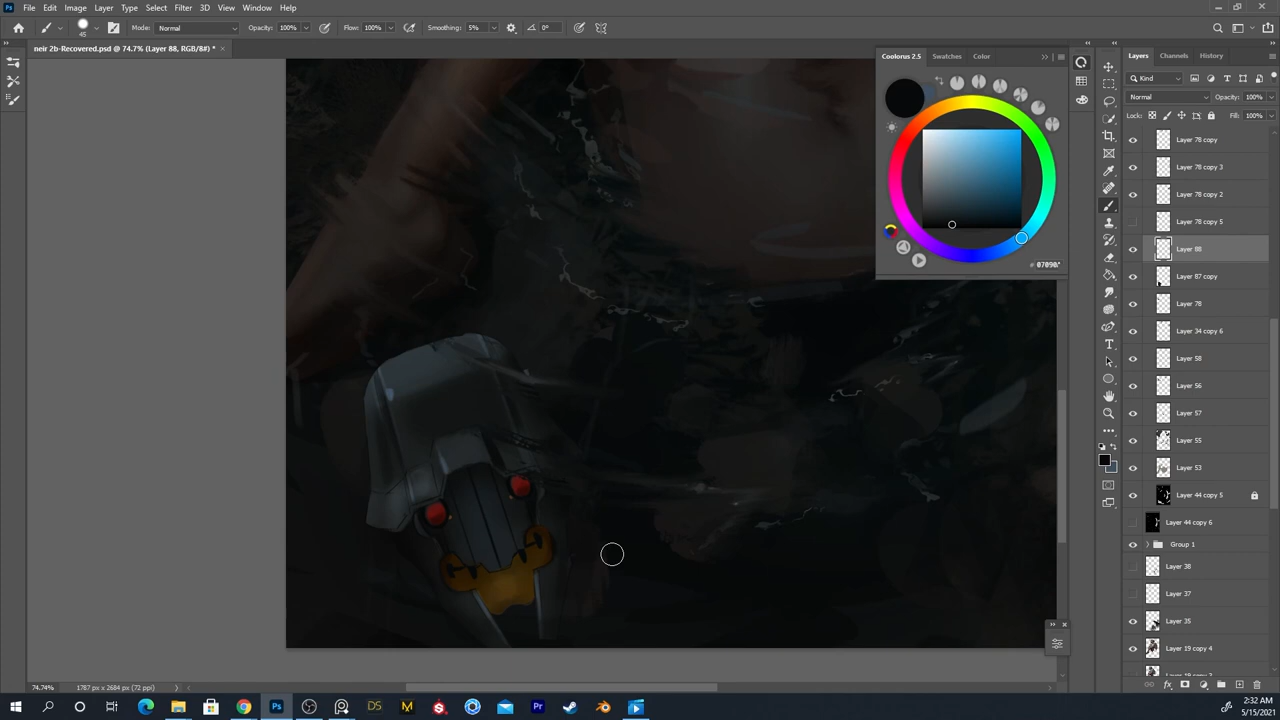 File Edit Image Layer Type Select Filter 3D View Window Help
Mode: Normal Opacity: 100% Flow: 100% Smoothing: 5% 0°
45
neir 2b-Recovered.psd @ 74.7% (Layer 88, RGB/8#) *
Coolorus 2.5 Swatches Color
Layers Channels History
Kind
Normal Opacity: 100%
Lock: Fill: 100%
Layer 78 copy
Layer 78 copy 3
Layer 78 copy 2
Layer 78 copy 5
Layer 88
Layer 87 copy
Layer 78
Layer 34 copy 6
Layer 58
Layer 56
Layer 57
Layer 55
Layer 53
Layer 44 copy 5
Layer 44 copy 6
Group 1
Layer 38
Layer 37
Layer 35
Layer 19 copy 4
74.74% 1787 px x 2684 px (72 ppi)
2:32 AM
5/15/2021